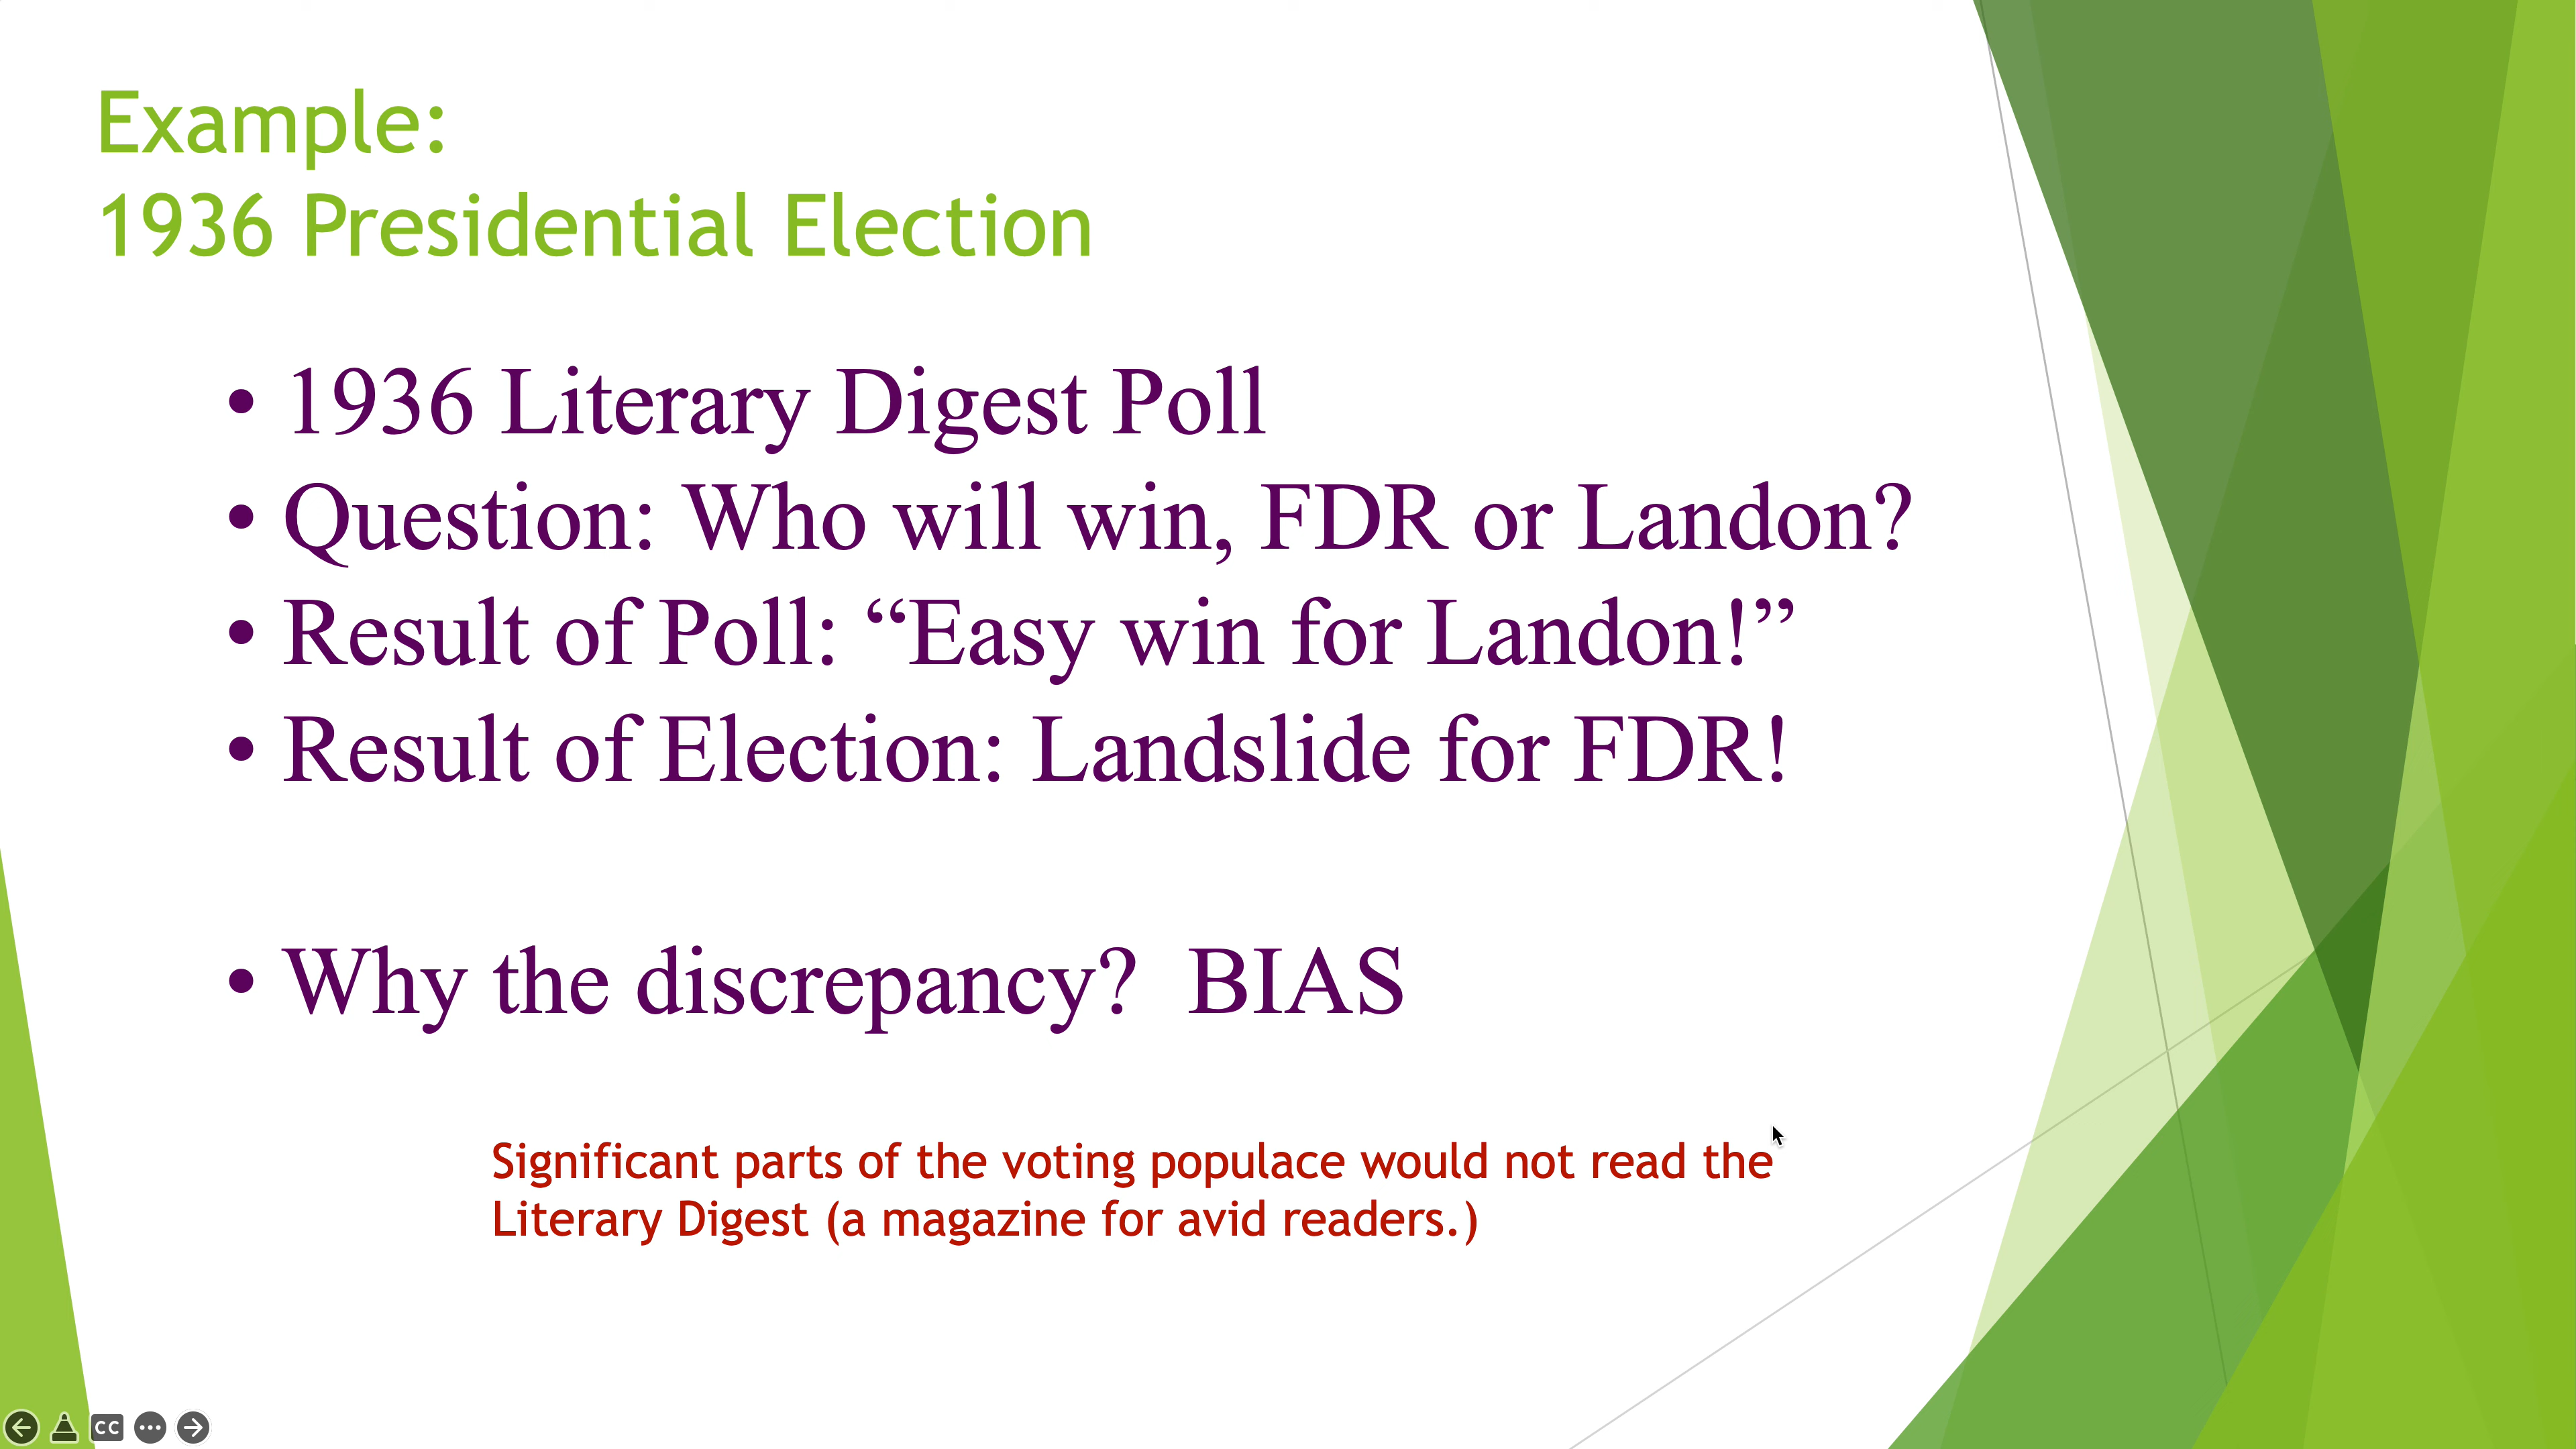 Example:
1936 Presidential Election
• 1936 Literary Digest Poll
• Question: Who will win, FDR or Landon?
• Result of Poll: “Easy win for Landon!”
• Result of Election: Landslide for FDR!
• Why the discrepancy?  BIAS
Significant parts of the voting populace would not read the
Literary Digest (a magazine for avid readers.)
CC